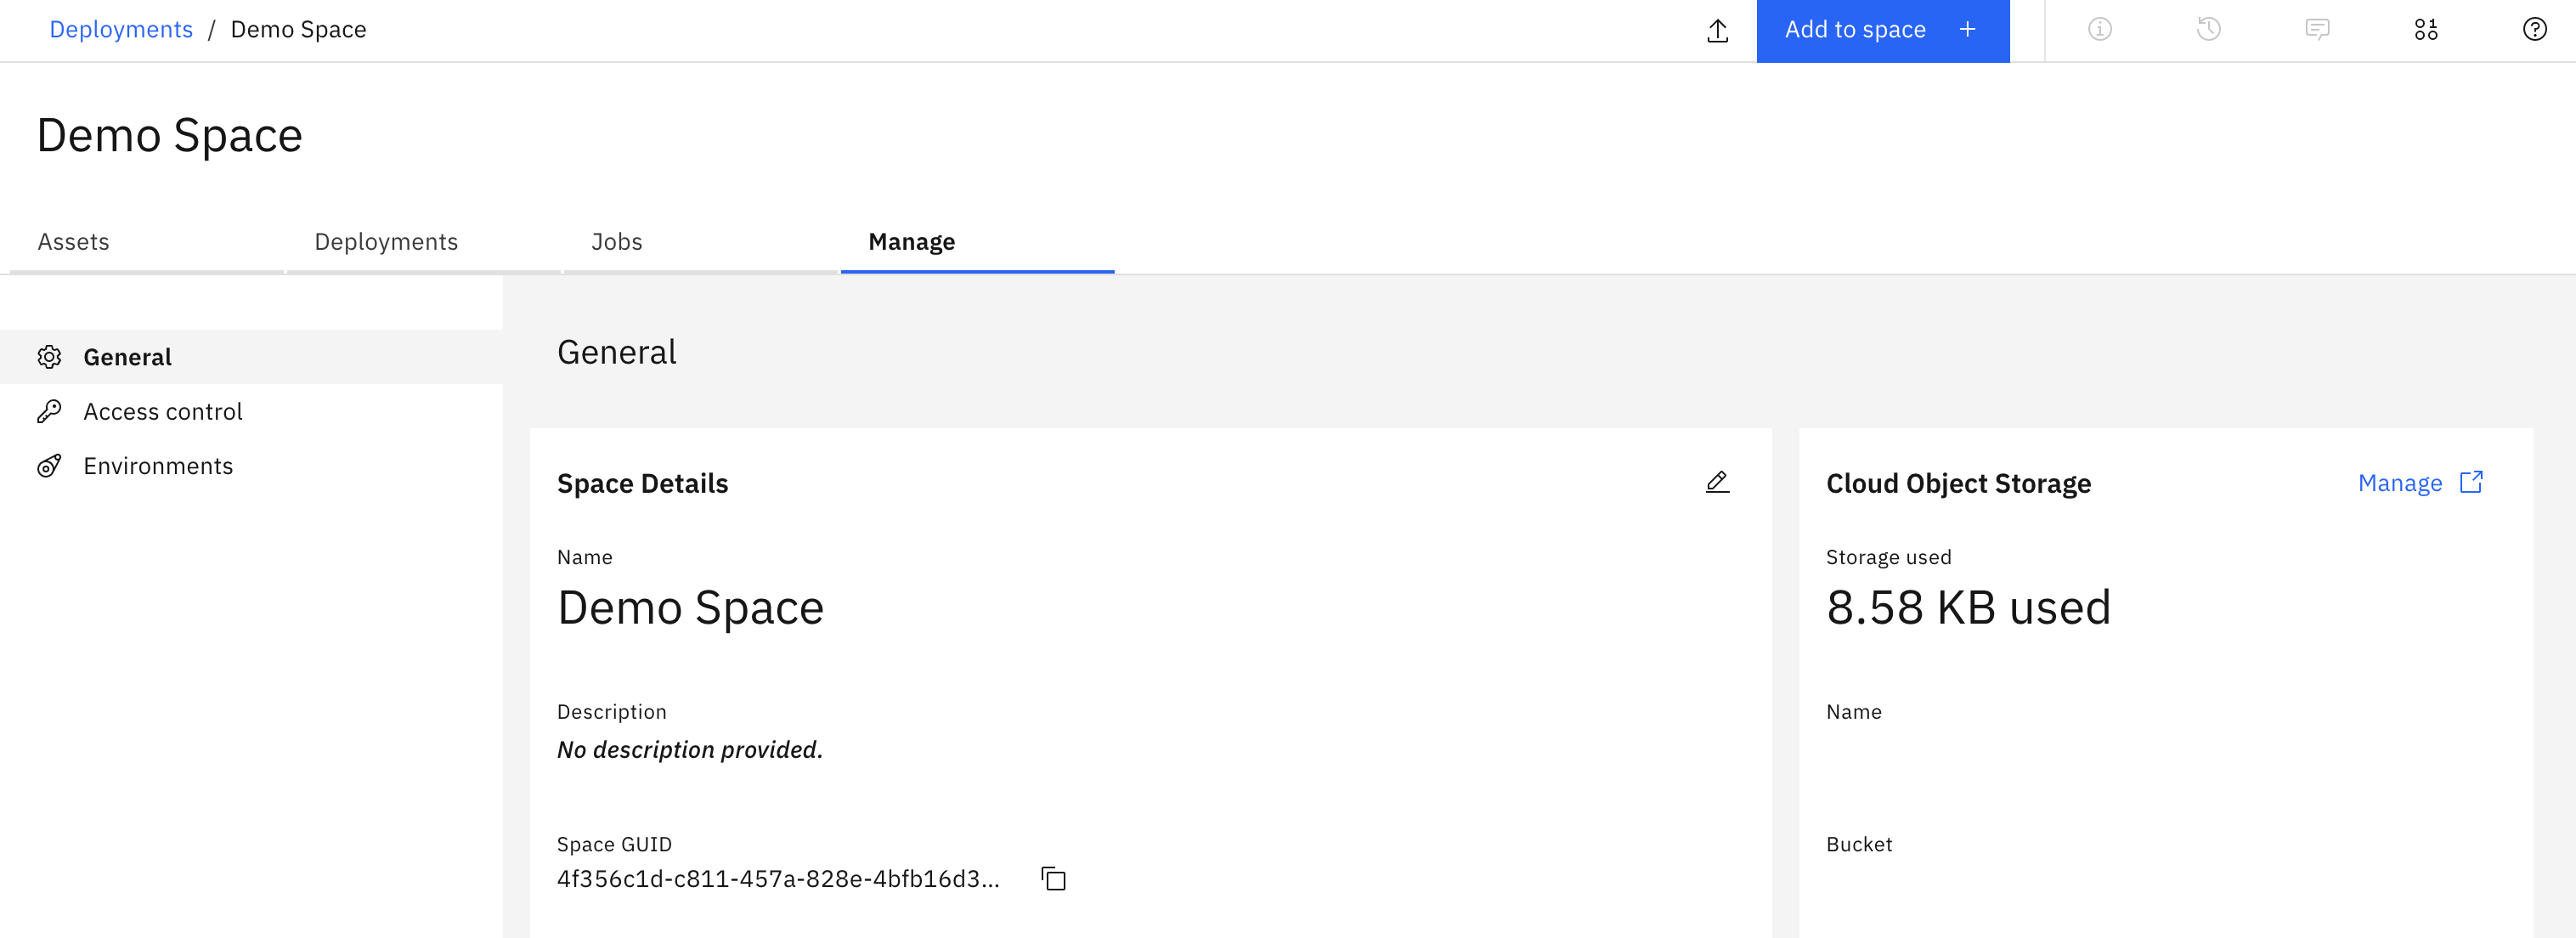 Deployments / Demo Space
Add to space +
Demo Space
Assets
Deployments
Jobs
Manage
General
Access control
Environments
General
Space Details
Name
Demo Space
Description
No description provided.
Space GUID
4f356c1d-c811-457a-828e-4bfb16d3...
Cloud Object Storage
Manage
Storage used
8.58 KB used
Name
Bucket